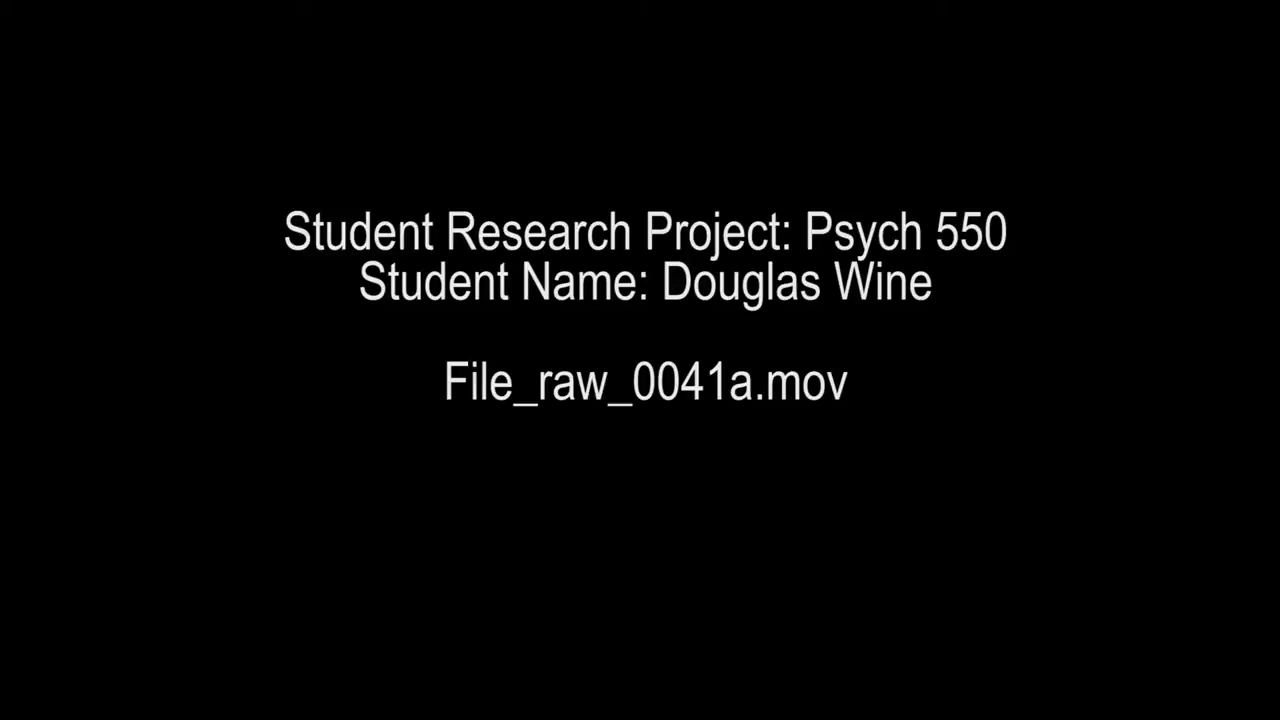 Student Research Project: Psych 550
Student Name: Douglas Wine
File_raw_0041a.mov